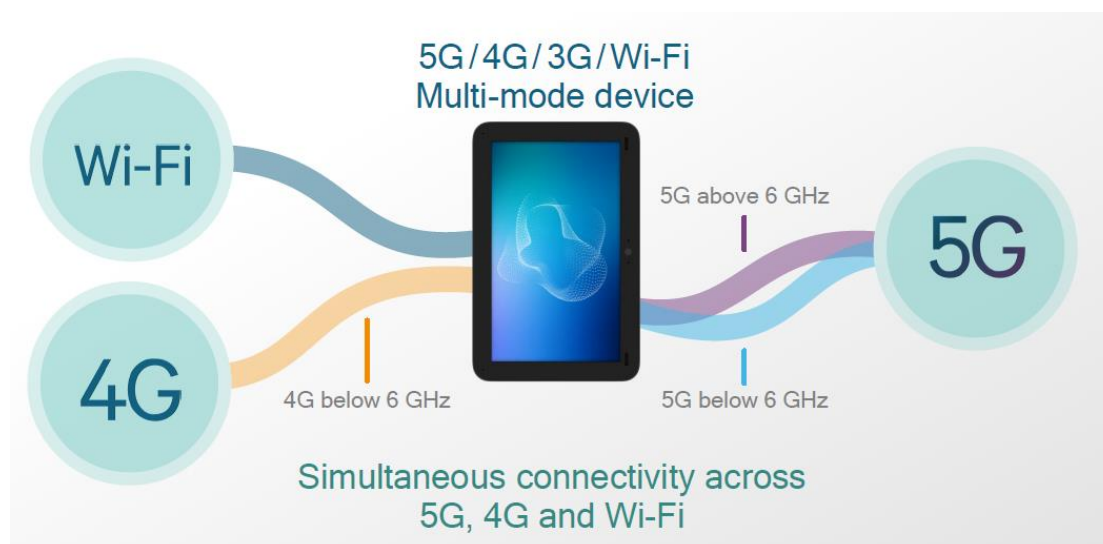 5G/4G/3G/Wi-Fi
Multi-mode device
Wi-Fi
5G above 6 GHz
5G
4G
4G below 6 GHz
5G below 6 GHz
Simultaneous connectivity across
5G, 4G and Wi-Fi